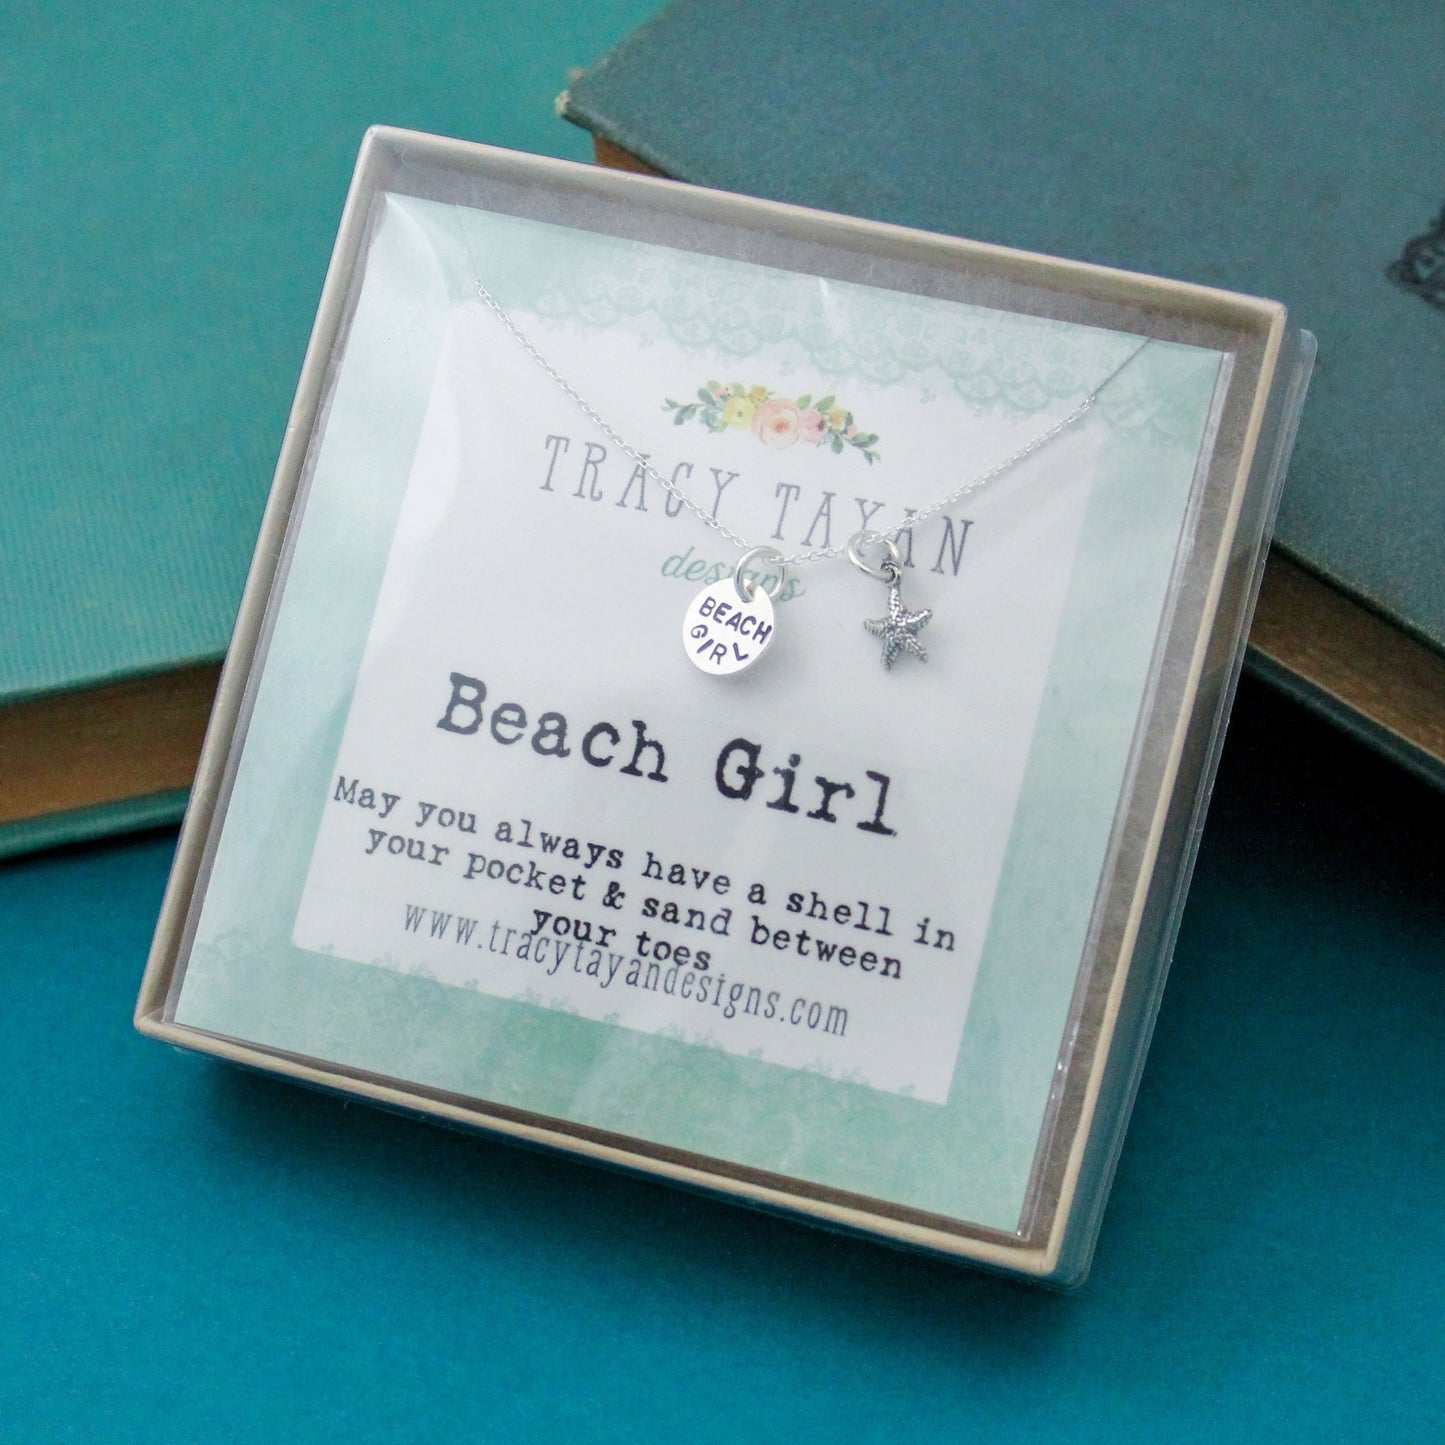 TRACY TAYAN
designs
BEACH
GIRL
Beach Girl
May you always have a shell in
your pocket & sand between
your toes
www.tracytayandesigns.com